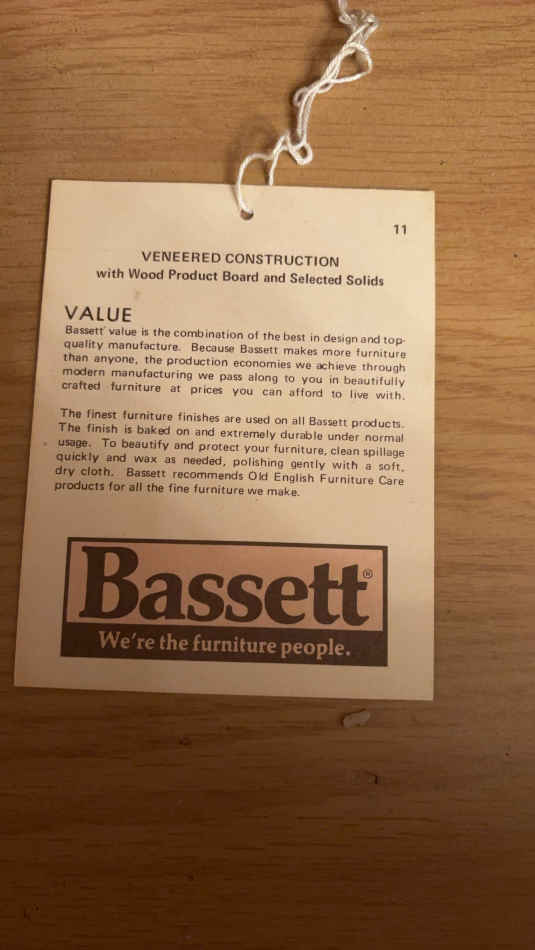 11
VENEERED CONSTRUCTION
with Wood Product Board and Selected Solids
VALUE
Bassett value is the combination of the best in design and top-
quality manufacture. Because Bassett makes more furniture
than anyone, the production economies we achieve through
modern manufacturing we pass along to you in beautifully
crafted furniture at prices you can afford to live with.
The finest furniture finishes are used on all Bassett products.
The finish is baked on and extremely durable under normal
usage. To beautify and protect your furniture, clean spillage
quickly and wax as needed, polishing gently with a soft,
dry cloth. Bassett recommends Old English Furniture Care
products for all the fine furniture we make.
Bassett®
We're the furniture people.